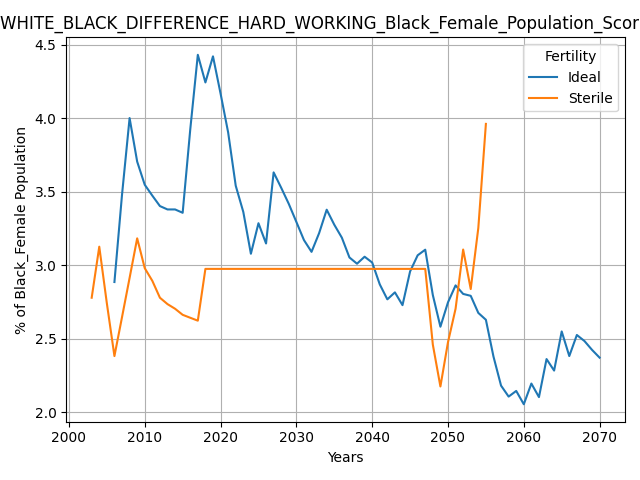 WHITE_BLACK_DIFFERENCE_HARD_WORKING_Black_Female_Population_Scor
Fertility
Ideal
Sterile
4.5
4.0
3.5
3.0
2.5
2.0
% of Black_Female Population
2000 2010 2020 2030 2040 2050 2060 2070
Years